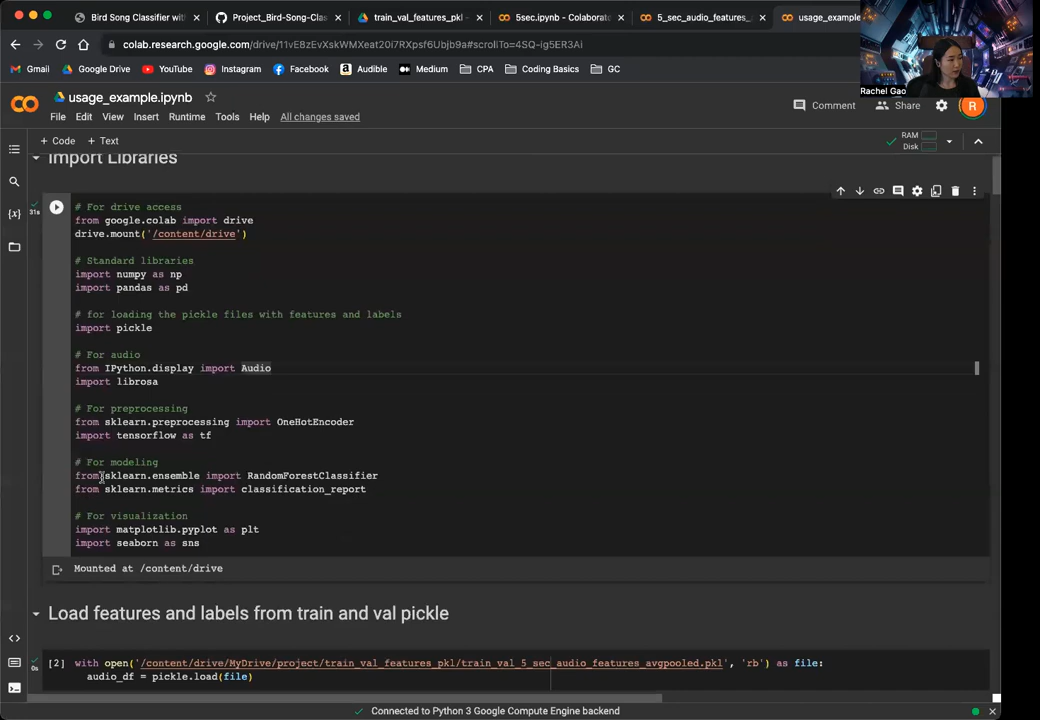 Bird Song Classifier with
Project_Bird-Song-Clas
train_val_features_pkl -
5sec.ipynb - Colaborato
5_sec_audio_features_
usage_example.ipynb
colab.research.google.com/drive/11vE8zEvXskWMXeat20i7RXpsf6Ubjb9a#scrollTo=4SQ-ig5ER3Ai
Gmail
Google Drive
YouTube
Instagram
Facebook
Audible
Medium
CPA
Coding Basics
GC
Rachel Gao
usage_example.ipynb
Comment
Share
R
File Edit View Insert Runtime Tools Help All changes saved
+ Code + Text
RAM
Disk
Import Libraries
31s
# For drive access
from google.colab import drive
drive.mount('/content/drive')
# Standard libraries
import numpy as np
import pandas as pd
# for loading the pickle files with features and labels
import pickle
# For audio
from IPython.display import Audio
import librosa
# For preprocessing
from sklearn.preprocessing import OneHotEncoder
import tensorflow as tf
# For modeling
from sklearn.ensemble import RandomForestClassifier
from sklearn.metrics import classification_report
# For visualization
import matplotlib.pyplot as plt
import seaborn as sns
Mounted at /content/drive
Load features and labels from train and val pickle
0s
[2] with open('/content/drive/MyDrive/project/train_val_features_pkl/train_val_5_sec_audio_features_avgpooled.pkl', 'rb') as file:
audio_df = pickle.load(file)
Connected to Python 3 Google Compute Engine backend